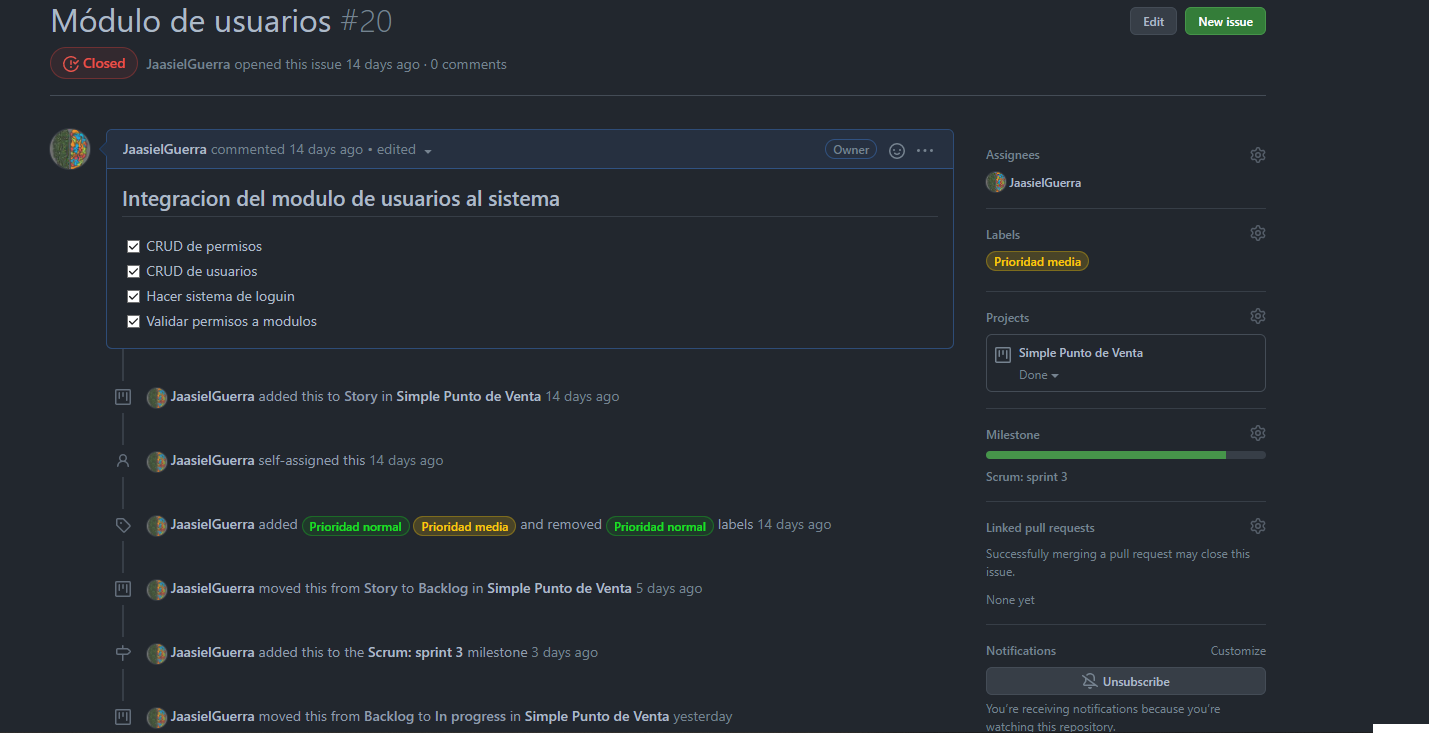 Módulo de usuarios #20
Edit
New issue
Closed
JaasielGuerra opened this issue 14 days ago · 0 comments
JaasielGuerra commented 14 days ago • edited
Owner
Integracion del modulo de usuarios al sistema
CRUD de permisos
CRUD de usuarios
Hacer sistema de loguin
Validar permisos a modulos
JaasielGuerra added this to Story in Simple Punto de Venta 14 days ago
JaasielGuerra self-assigned this 14 days ago
JaasielGuerra added Prioridad normal Prioridad media and removed Prioridad normal labels 14 days ago
JaasielGuerra moved this from Story to Backlog in Simple Punto de Venta 5 days ago
JaasielGuerra added this to the Scrum: sprint 3 milestone 3 days ago
JaasielGuerra moved this from Backlog to In progress in Simple Punto de Venta yesterday
Assignees
JaasielGuerra
Labels
Prioridad media
Projects
Simple Punto de Venta
Done
Milestone
Scrum: sprint 3
Linked pull requests
Successfully merging a pull request may close this
issue.
None yet
Notifications
Customize
Unsubscribe
You're receiving notifications because you're
watching this repository.